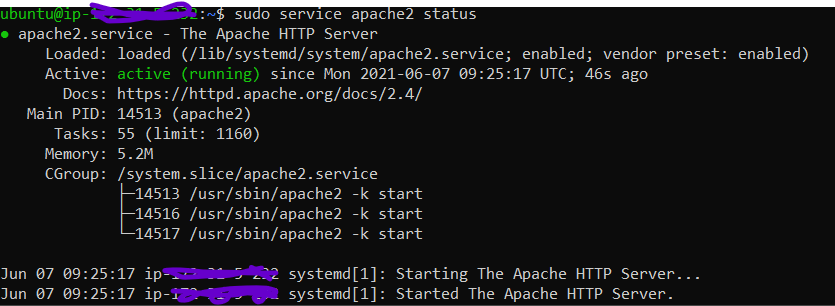 ubuntu@ip- :~$ sudo service apache2 status
● apache2.service - The Apache HTTP Server
Loaded: loaded (/lib/systemd/system/apache2.service; enabled; vendor preset: enabled)
Active: active (running) since Mon 2021-06-07 09:25:17 UTC; 46s ago
Docs: https://httpd.apache.org/docs/2.4/
Main PID: 14513 (apache2)
Tasks: 55 (limit: 1160)
Memory: 5.2M
CGroup: /system.slice/apache2.service
├─14513 /usr/sbin/apache2 -k start
├─14516 /usr/sbin/apache2 -k start
└─14517 /usr/sbin/apache2 -k start
Jun 07 09:25:17 ip- systemd[1]: Starting The Apache HTTP Server...
Jun 07 09:25:17 ip- systemd[1]: Started The Apache HTTP Server.